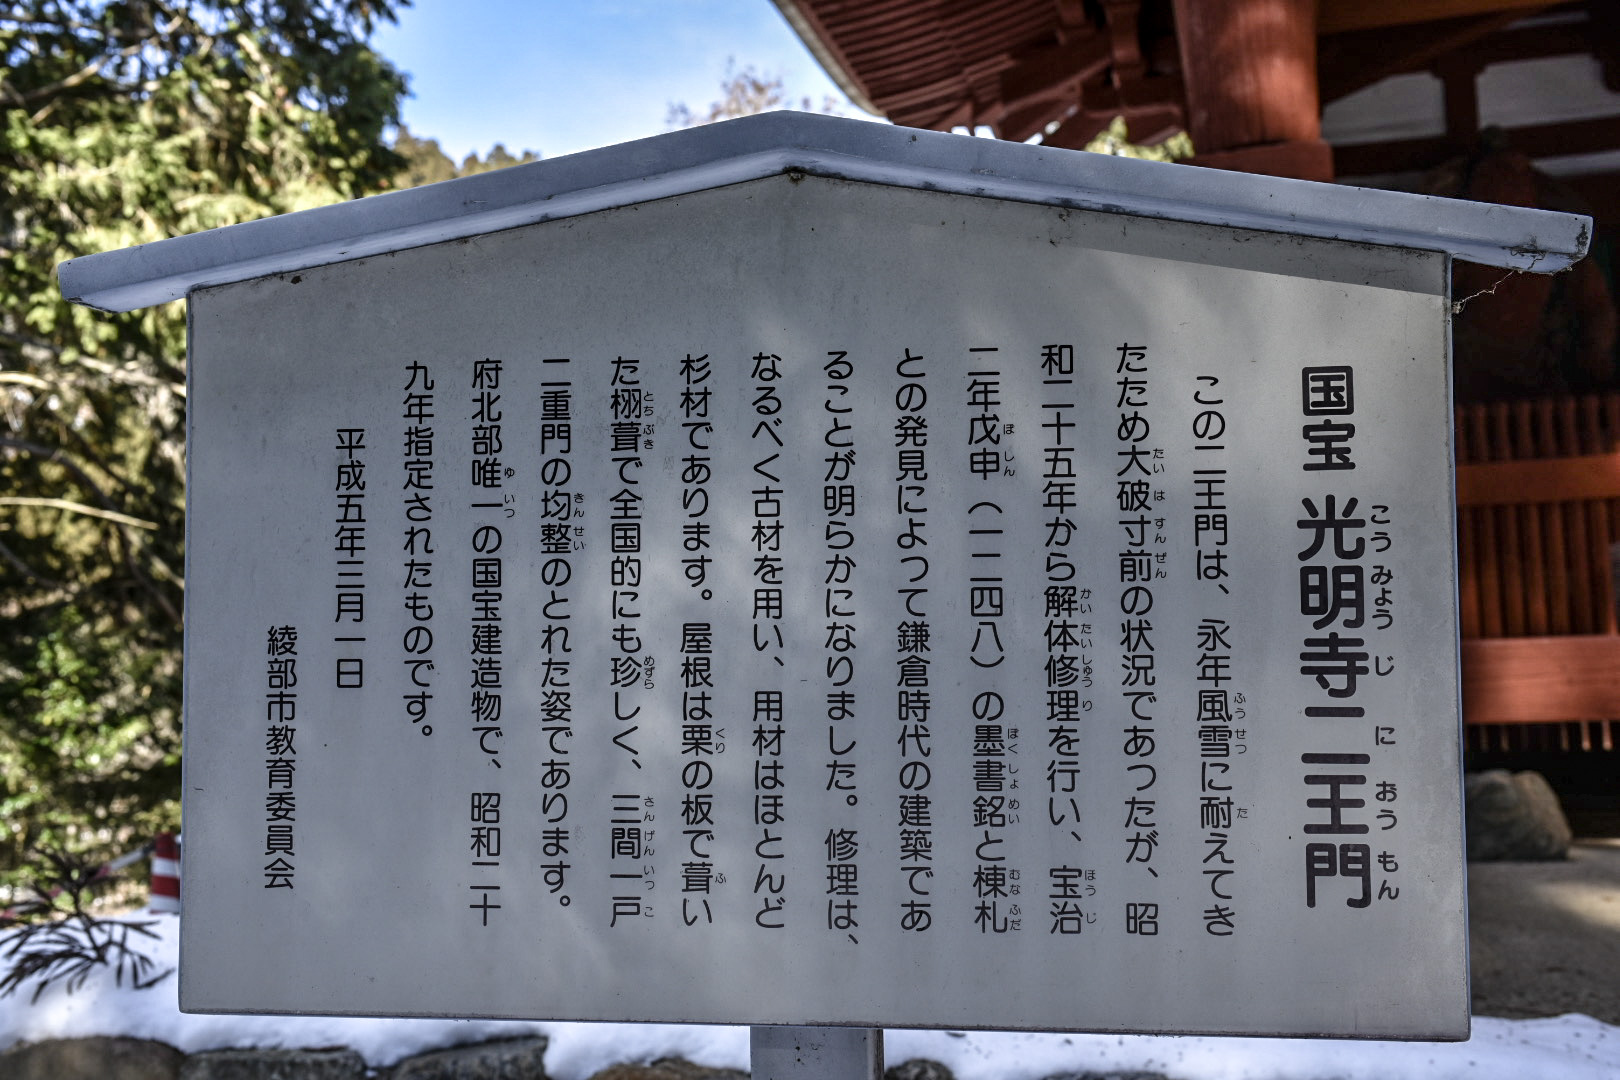 国宝 光明寺二王門
こうみょうじにおうもん
この二王門は、永年風雪に耐えてき
たため大破寸前の状況であったが、昭
和二十五年から解体修理を行い、宝治
二年戊申（一二四八）の墨書銘と棟札
との発見によって鎌倉時代の建築であ
ることが明らかになりました。修理は、
なるべく古材を用い、用材はほとんど
杉材であります。屋根は栗の板で葺い
た栩葺で全国的にも珍しく、三間一戸
二重門の均整のとれた姿であります。
府北部唯一の国宝建造物で、昭和二十
九年指定されたものです。
平成五年三月一日
綾部市教育委員会